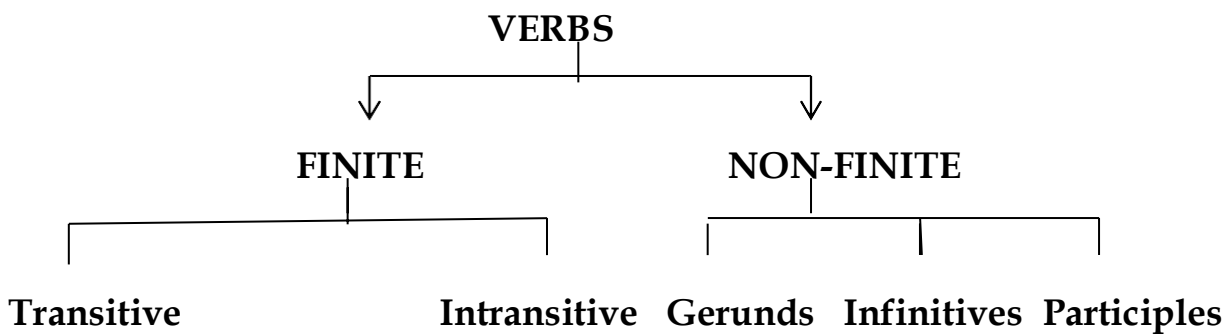 VERBS
FINITE NON-FINITE
Transitive Intransitive Gerunds Infinitives Participles